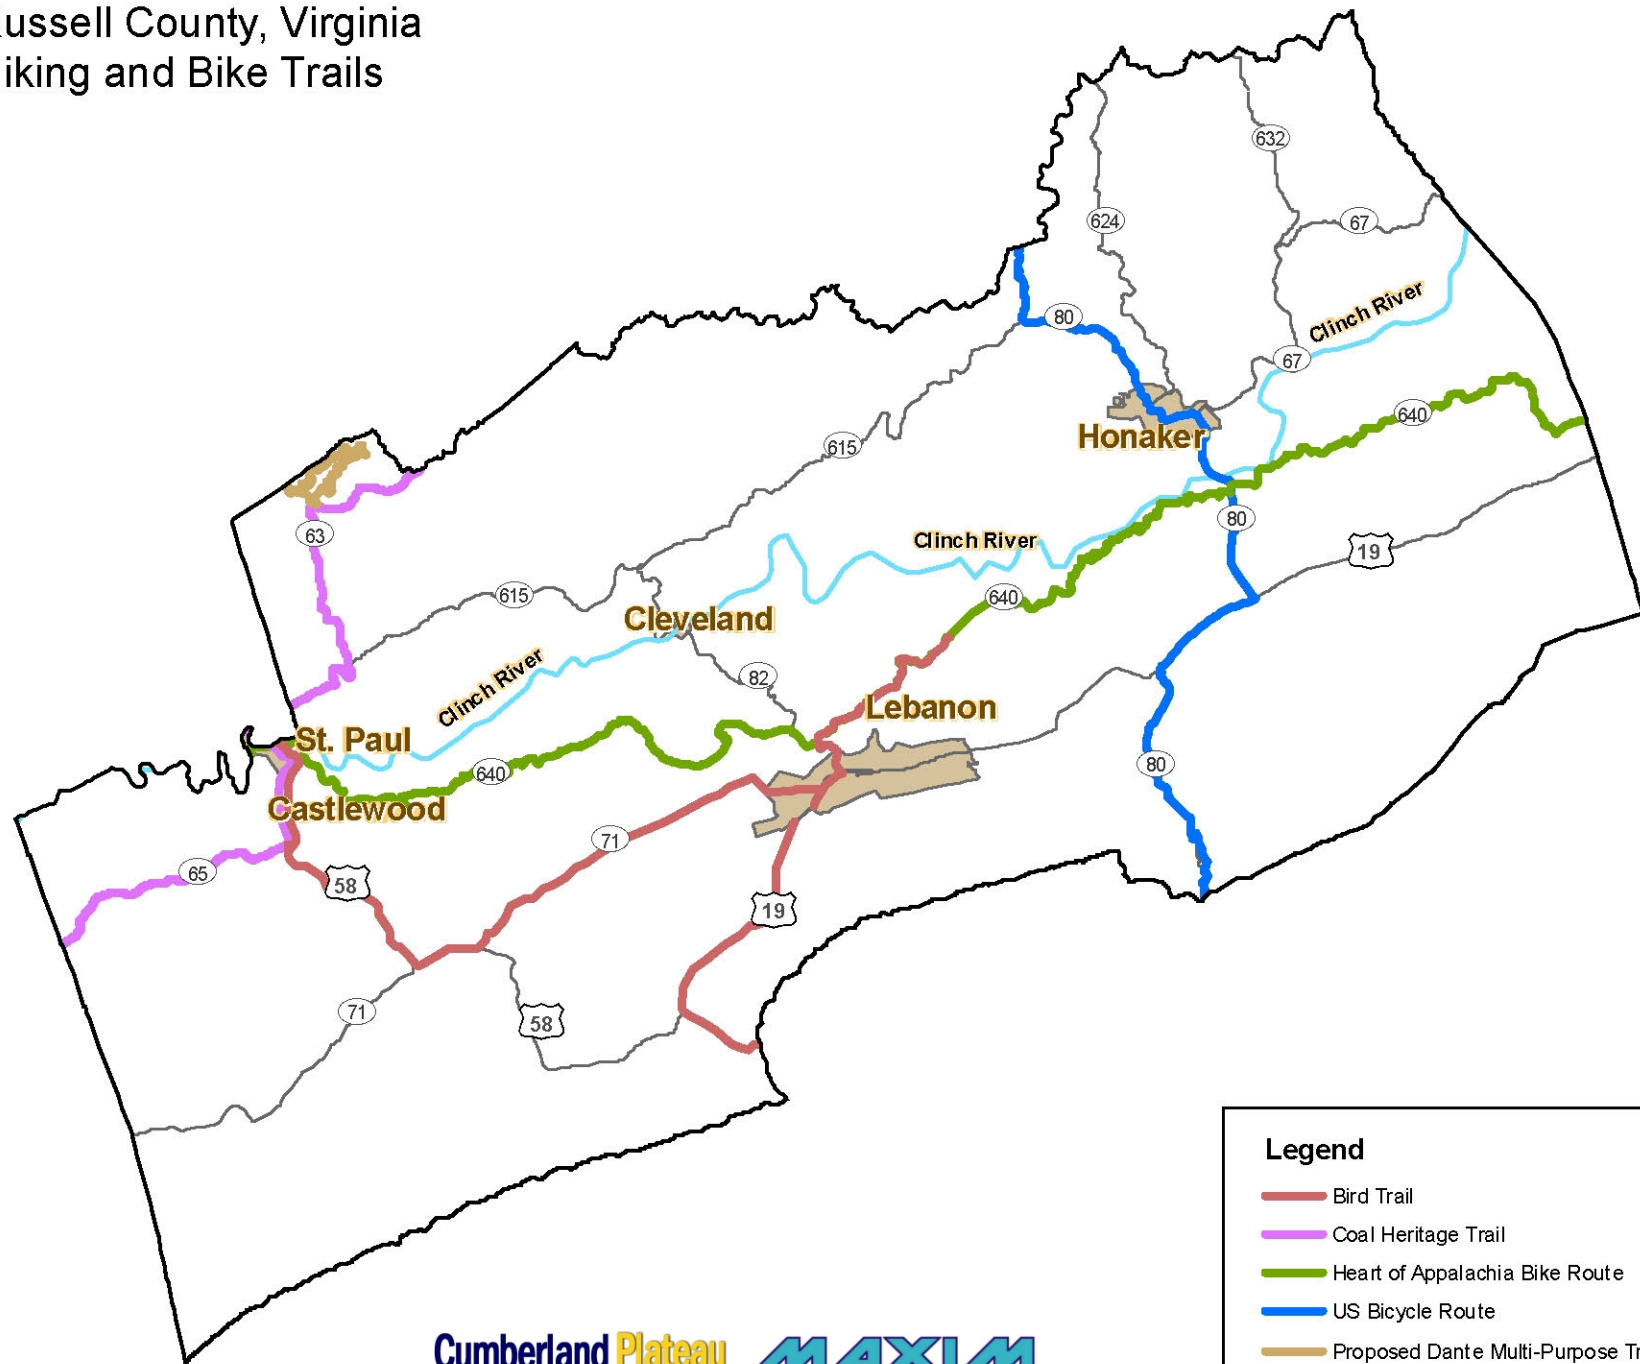 ussell County, Virginia
iking and Bike Trails
632
624
67
Clinch River
80
67
640
Honaker
615
80
19
63
Clinch River
615
640
Cleveland
82
Clinch River
Lebanon
St. Paul
640
80
Castlewood
71
65
58
19
71
58
Legend
Bird Trail
Coal Heritage Trail
Heart of Appalachia Bike Route
US Bicycle Route
Proposed Dante Multi-Purpose Tr
Cumberland Plateau
MAXIM